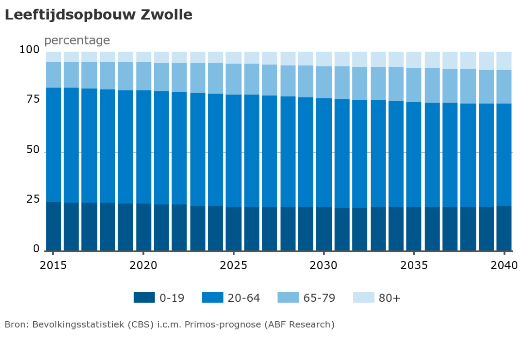 Leeftijdsopbouw Zwolle
percentage
100
75
50
25
0
2015 2020 2025 2030 2035 2040
0-19 20-64 65-79 80+
Bron: Bevolkingsstatistiek (CBS) i.c.m. Primos-prognose (ABF Research)